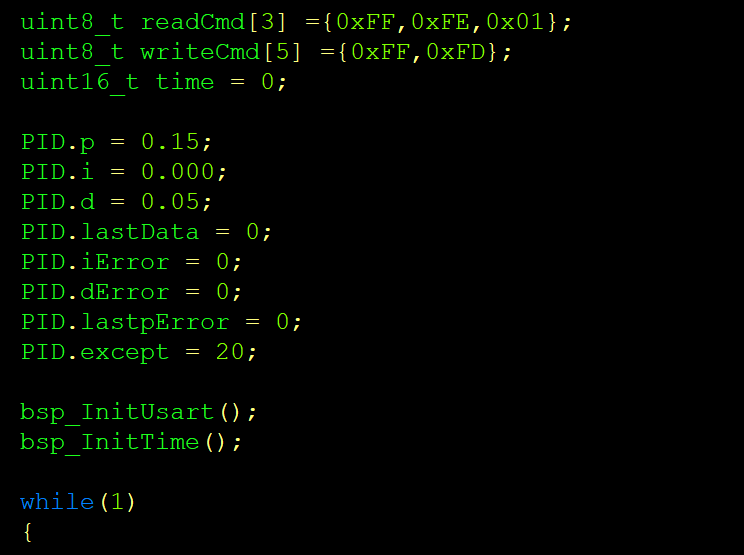 uint8_t readCmd[3] ={0xFF,0xFE,0x01};
uint8_t writeCmd[5] ={0xFF,0xFD};
uint16_t time = 0;
PID.p = 0.15;
PID.i = 0.000;
PID.d = 0.05;
PID.lastData = 0;
PID.iError = 0;
PID.dError = 0;
PID.lastpError = 0;
PID.except = 20;
bsp_InitUsart();
bsp_InitTime();
while(1)
{